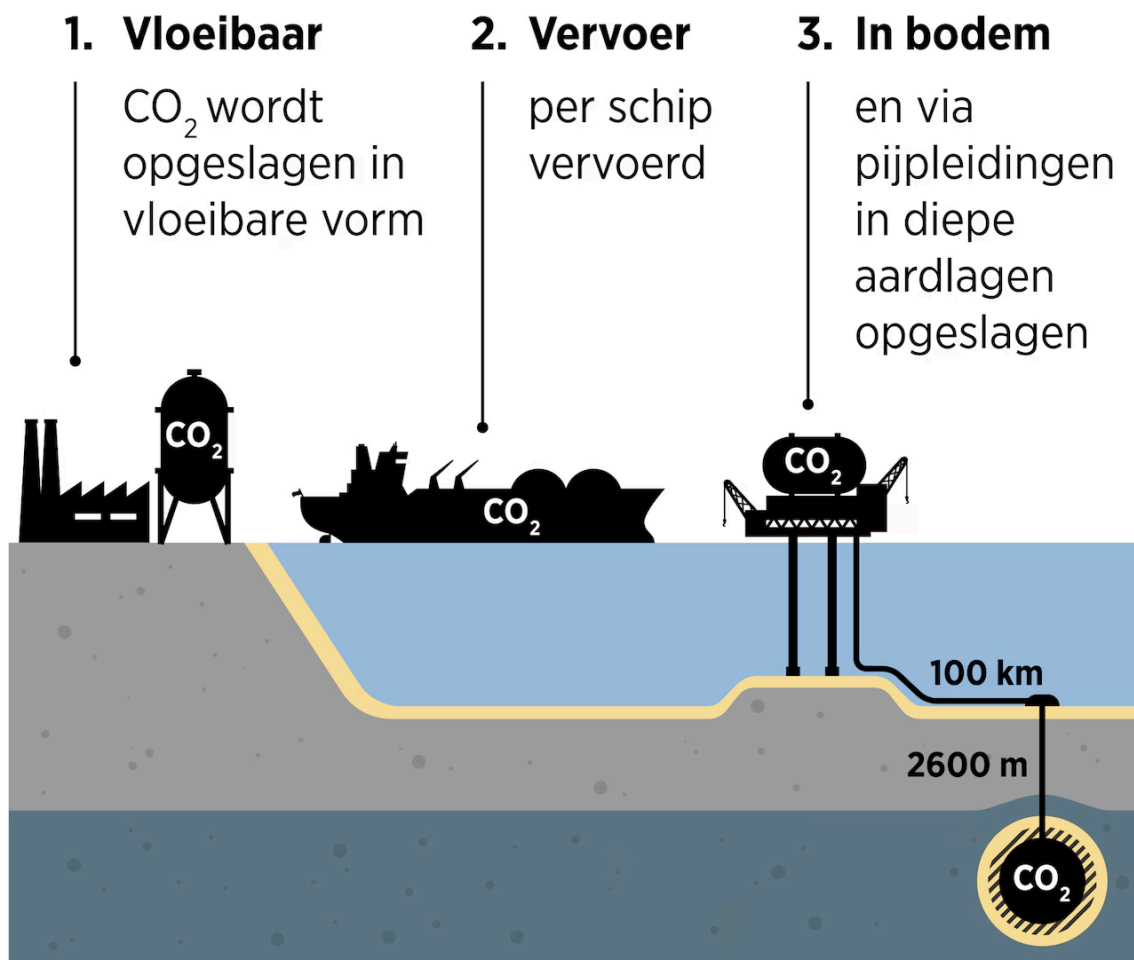 1. Vloeibaar
CO₂ wordt
opgeslagen in
vloeibare vorm
2. Vervoer
per schip
vervoerd
3. In bodem
en via
pijpleidingen
in diepe
aardlagen
opgeslagen
CO₂
CO₂
CO₂
100 km
2600 m
CO₂